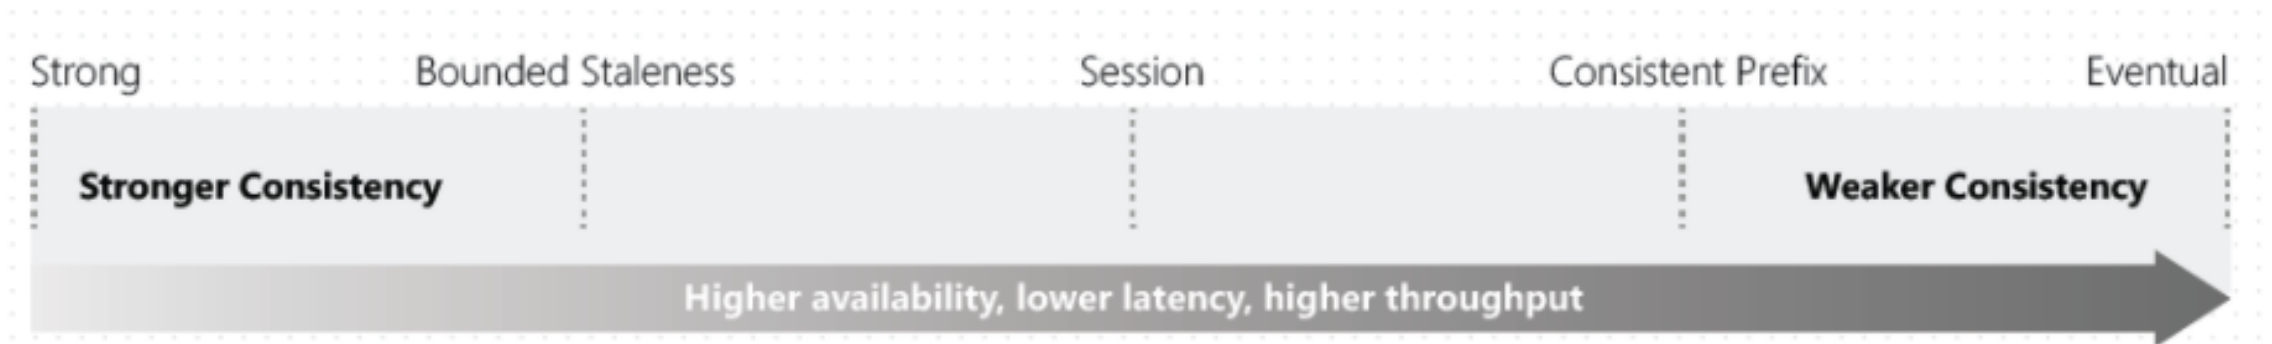 Strong Bounded Staleness Session Consistent Prefix Eventual
Stronger Consistency Weaker Consistency
Higher availability, lower latency, higher throughput